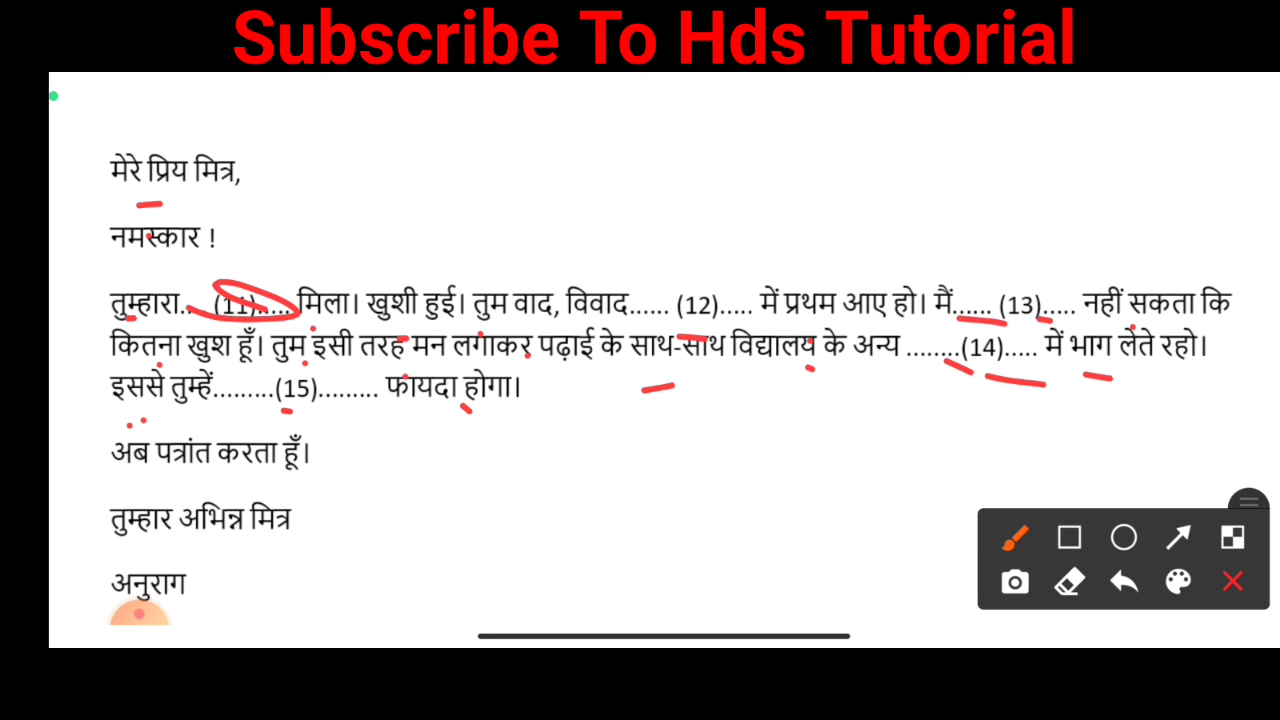 Subscribe To Hds Tutorial
मेरे प्रिय मित्र,
नमस्कार !
तुम्हारा.... (11)..... मिला। खुशी हुई। तुम वाद, विवाद...... (12)..... में प्रथम आए हो। मैं...... (13)..... नहीं सकता कि
कितना खुश हूँ। तुम इसी तरह मन लगाकर पढ़ाई के साथ-साथ विद्यालय के अन्य ........(14)..... में भाग लेते रहो।
इससे तुम्हें.........(15)......... फायदा होगा।
अब पत्रांत करता हूँ।
तुम्हार अभिन्न मित्र
अनुराग